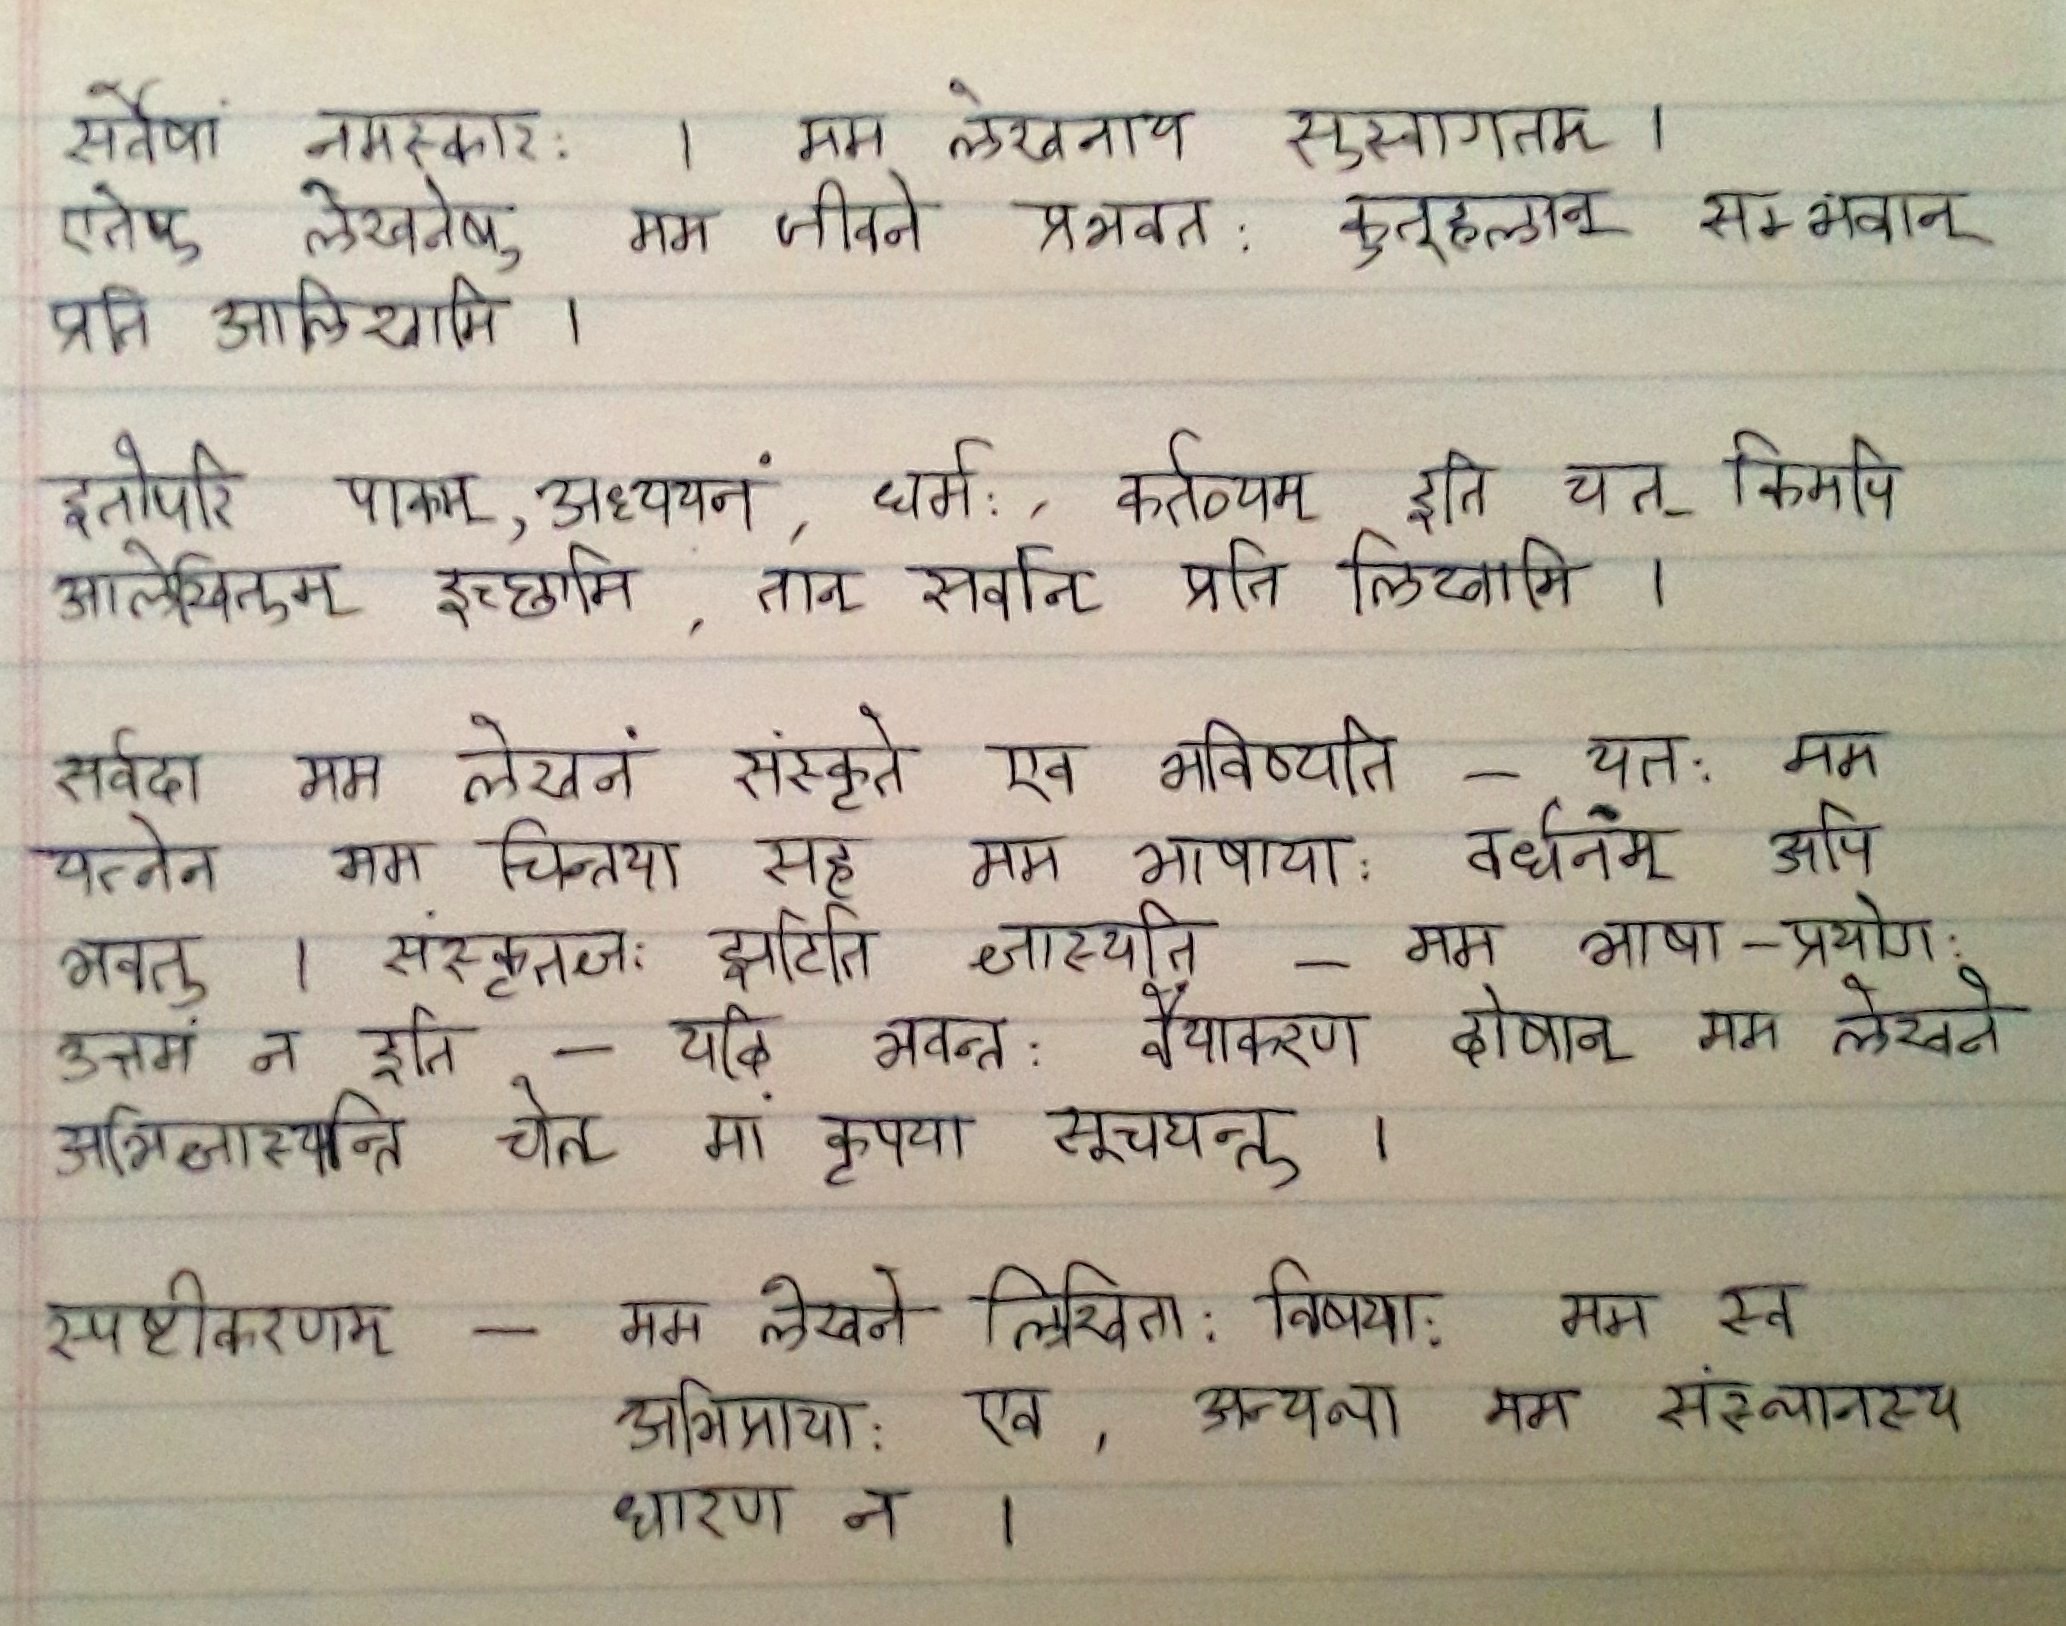 सर्वेषां नमस्कारः । मम लेखनाय सुस्वागतम् ।
एतेषु लेखनेषु मम जीवने प्रभवतः कुतूहलान् सम्भवान्
प्रति आलिखामि ।
इतोपरि पाकम्, अध्ययनं, धर्मः, कर्तव्यम् इति यत् किमपि
आलेखितुम् इच्छामि, तान् सर्वान् प्रति लिखामि ।
सर्वदा मम लेखनं संस्कृते एव भविष्यति – यतः मम
यत्नेन मम चिन्तया सह मम भाषायाः वर्धनम् अपि
भवतु । संस्कृतज्ञः झटिति ज्ञास्यति – मम भाषा-प्रयोगः
उत्तमं न इति – यदि भवन्तः वैयाकरण दोषान् मम लेखने
अभिज्ञास्यन्ति चेत् मां कृपया सूचयन्तु ।
स्पष्टीकरणम् – मम लेखने लिखिताः विषयाः मम स्व
अभिप्रायाः एव, अन्यथा मम संस्थानस्य
धारण न ।